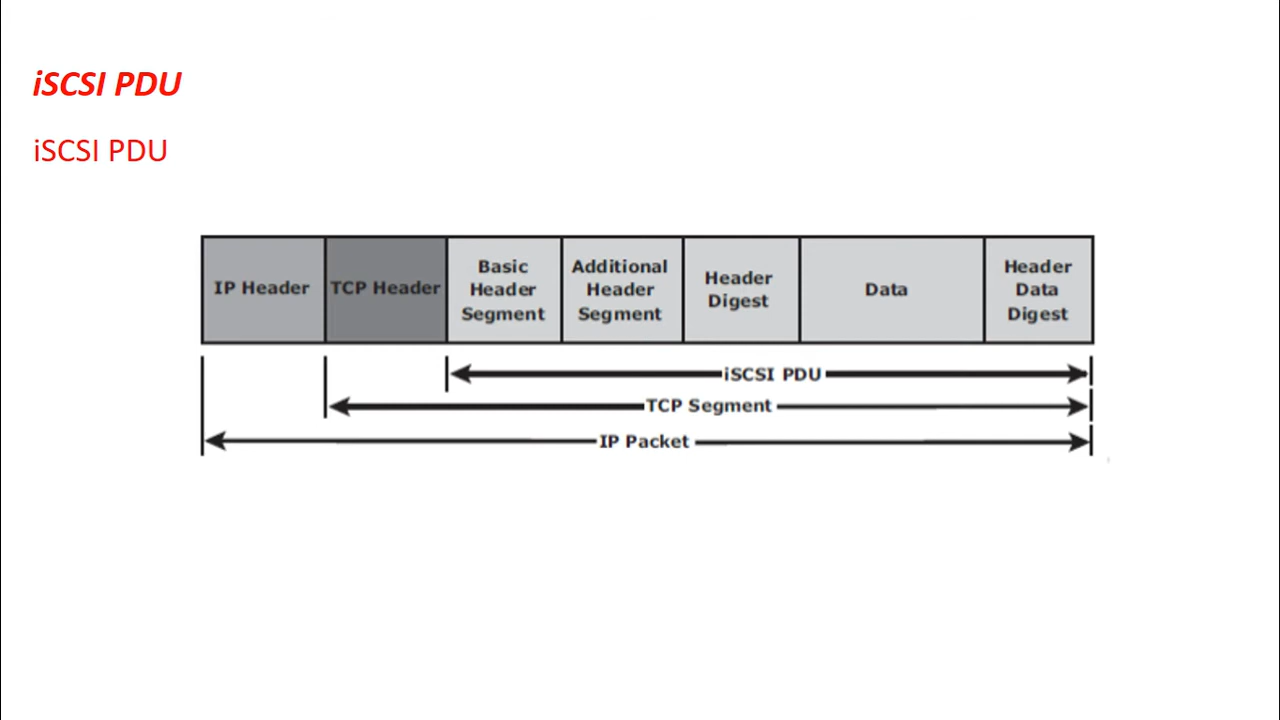 iSCSI PDU
iSCSI PDU
IP Header
TCP Header
Basic
Header
Segment
Additional
Header
Segment
Header
Digest
Data
Header
Data
Digest
iSCSI PDU
TCP Segment
IP Packet